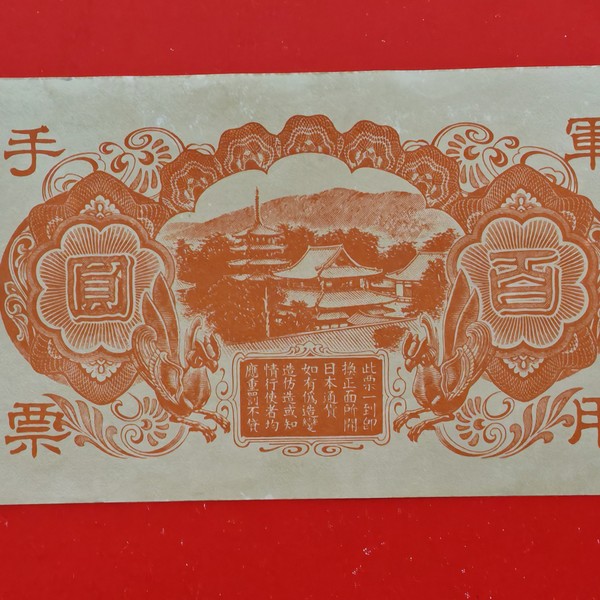 軍用
手票
百
圓
此票一到即
換正面所開
日本通貨
如有偽造變
造仿造或知
情行使者均
應重罰不貸